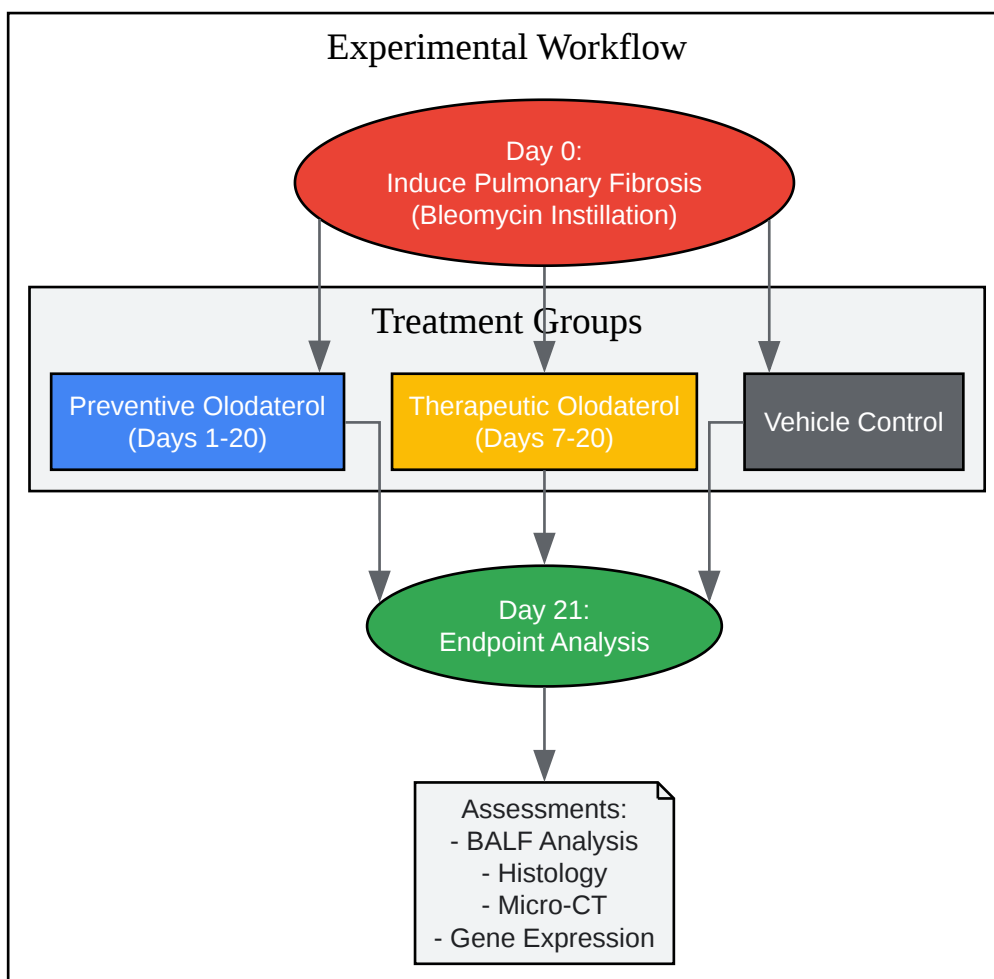 Experimental Workflow
Day 0:
Induce Pulmonary Fibrosis
(Bleomycin Instillation)
Treatment Groups
Preventive Olodaterol
(Days 1-20)
Therapeutic Olodaterol
(Days 7-20)
Vehicle Control
Day 21:
Endpoint Analysis
Assessments:
- BALF Analysis
- Histology
- Micro-CT
- Gene Expression